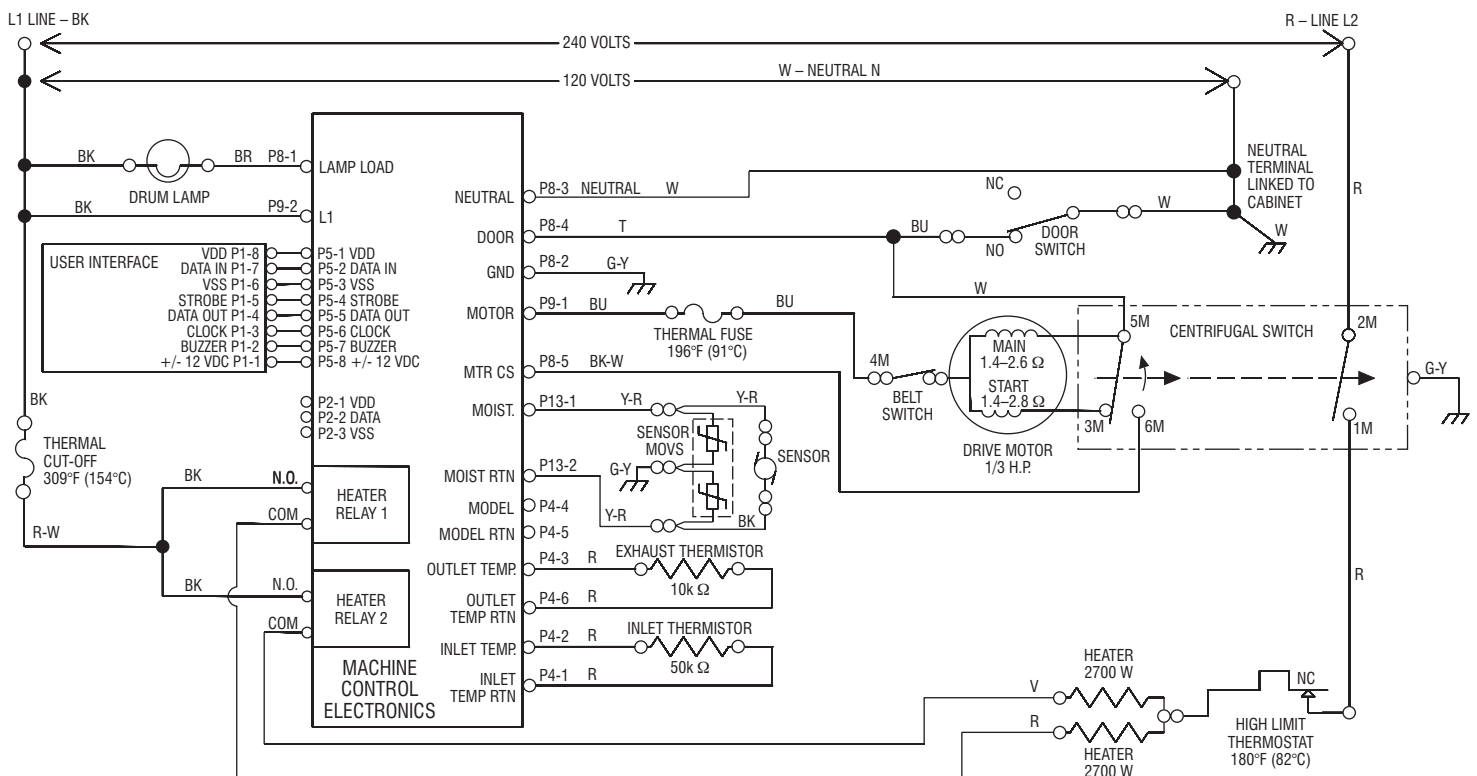 L1 LINE – BK
R – LINE L2
240 VOLTS
120 VOLTS
W – NEUTRAL N
BK
BR
P8-1
LAMP LOAD
DRUM LAMP
BK
P9-2
L1
USER INTERFACE
VDD P1-8
DATA IN P1-7
VSS P1-6
STROBE P1-5
DATA OUT P1-4
CLOCK P1-3
BUZZER P1-2
+/- 12 VDC P1-1
P5-1 VDD
P5-2 DATA IN
P5-3 VSS
P5-4 STROBE
P5-5 DATA OUT
P5-6 CLOCK
P5-7 BUZZER
P5-8 +/- 12 VDC
P2-1 VDD
P2-2 DATA
P2-3 VSS
BK
THERMAL
CUT-OFF
309°F (154°C)
R-W
BK
N.O.
COM
HEATER
RELAY 1
BK
N.O.
COM
HEATER
RELAY 2
MACHINE
CONTROL
ELECTRONICS
NEUTRAL
P8-3
NEUTRAL
W
DOOR
P8-4
T
GND
P8-2
G-Y
MOTOR
P9-1
BU
BU
THERMAL FUSE
196°F (91°C)
MTR CS
P8-5
BK-W
MOIST.
P13-1
Y-R
Y-R
SENSOR
MOVS
SENSOR
G-Y
MOIST RTN
P13-2
Y-R
BK
MODEL
P4-4
MODEL RTN
P4-5
OUTLET TEMP.
P4-3
R
EXHAUST THERMISTOR
10k Ω
OUTLET
TEMP RTN
P4-6
R
INLET TEMP.
P4-2
R
INLET THERMISTOR
50k Ω
INLET
TEMP RTN
P4-1
R
NC
BU
NO
DOOR
SWITCH
W
NEUTRAL
TERMINAL
LINKED TO
CABINET
W
R
W
5M
CENTRIFUGAL SWITCH
2M
4M
BELT
SWITCH
MAIN
1.4–2.6 Ω
START
1.4–2.8 Ω
DRIVE MOTOR
1/3 H.P.
3M
6M
1M
G-Y
R
V
HEATER
2700 W
R
HEATER
2700 W
NC
HIGH LIMIT
THERMOSTAT
180°F (82°C)